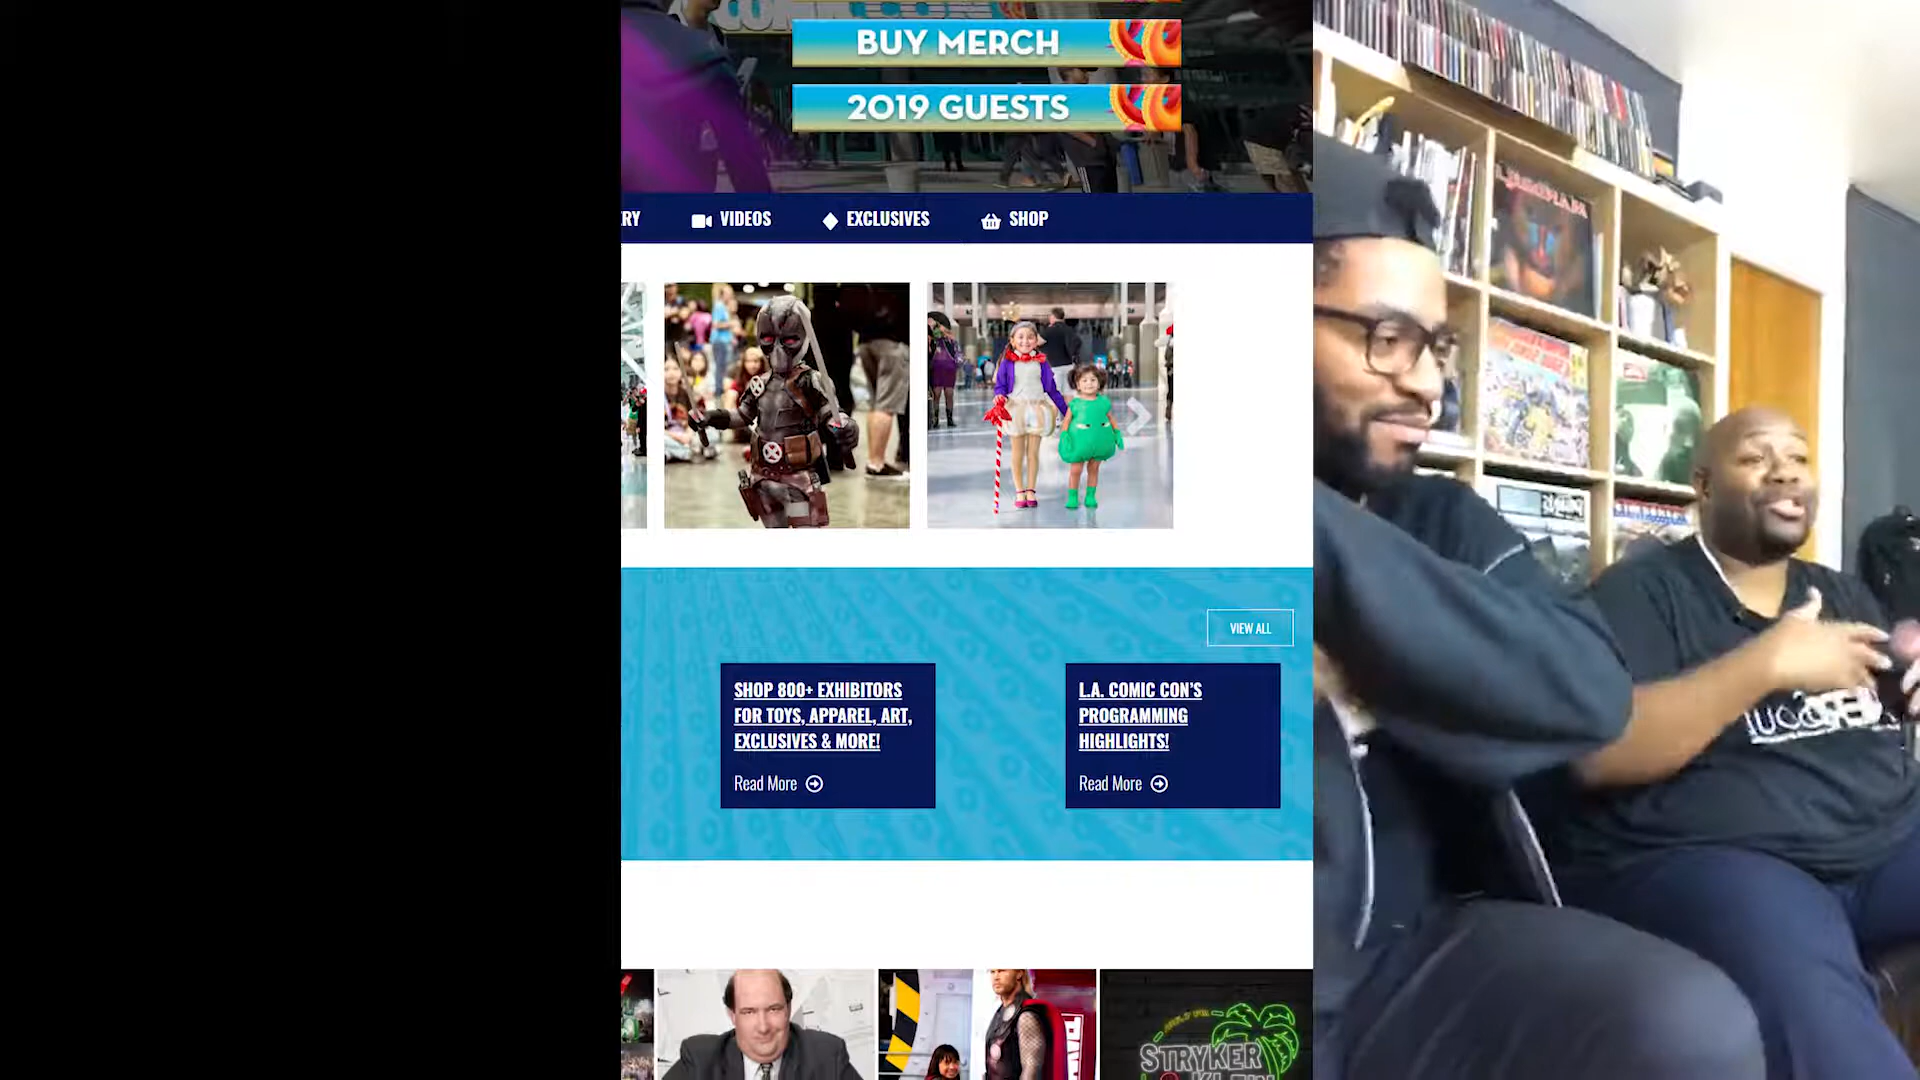 BUY MERCH
2019 GUESTS
RY
VIDEOS
EXCLUSIVES
SHOP
VIEW ALL
SHOP 800+ EXHIBITORS
FOR TOYS, APPAREL, ART,
EXCLUSIVES & MORE!
Read More
L.A. COMIC CON'S
PROGRAMMING
HIGHLIGHTS!
Read More
STRYKER